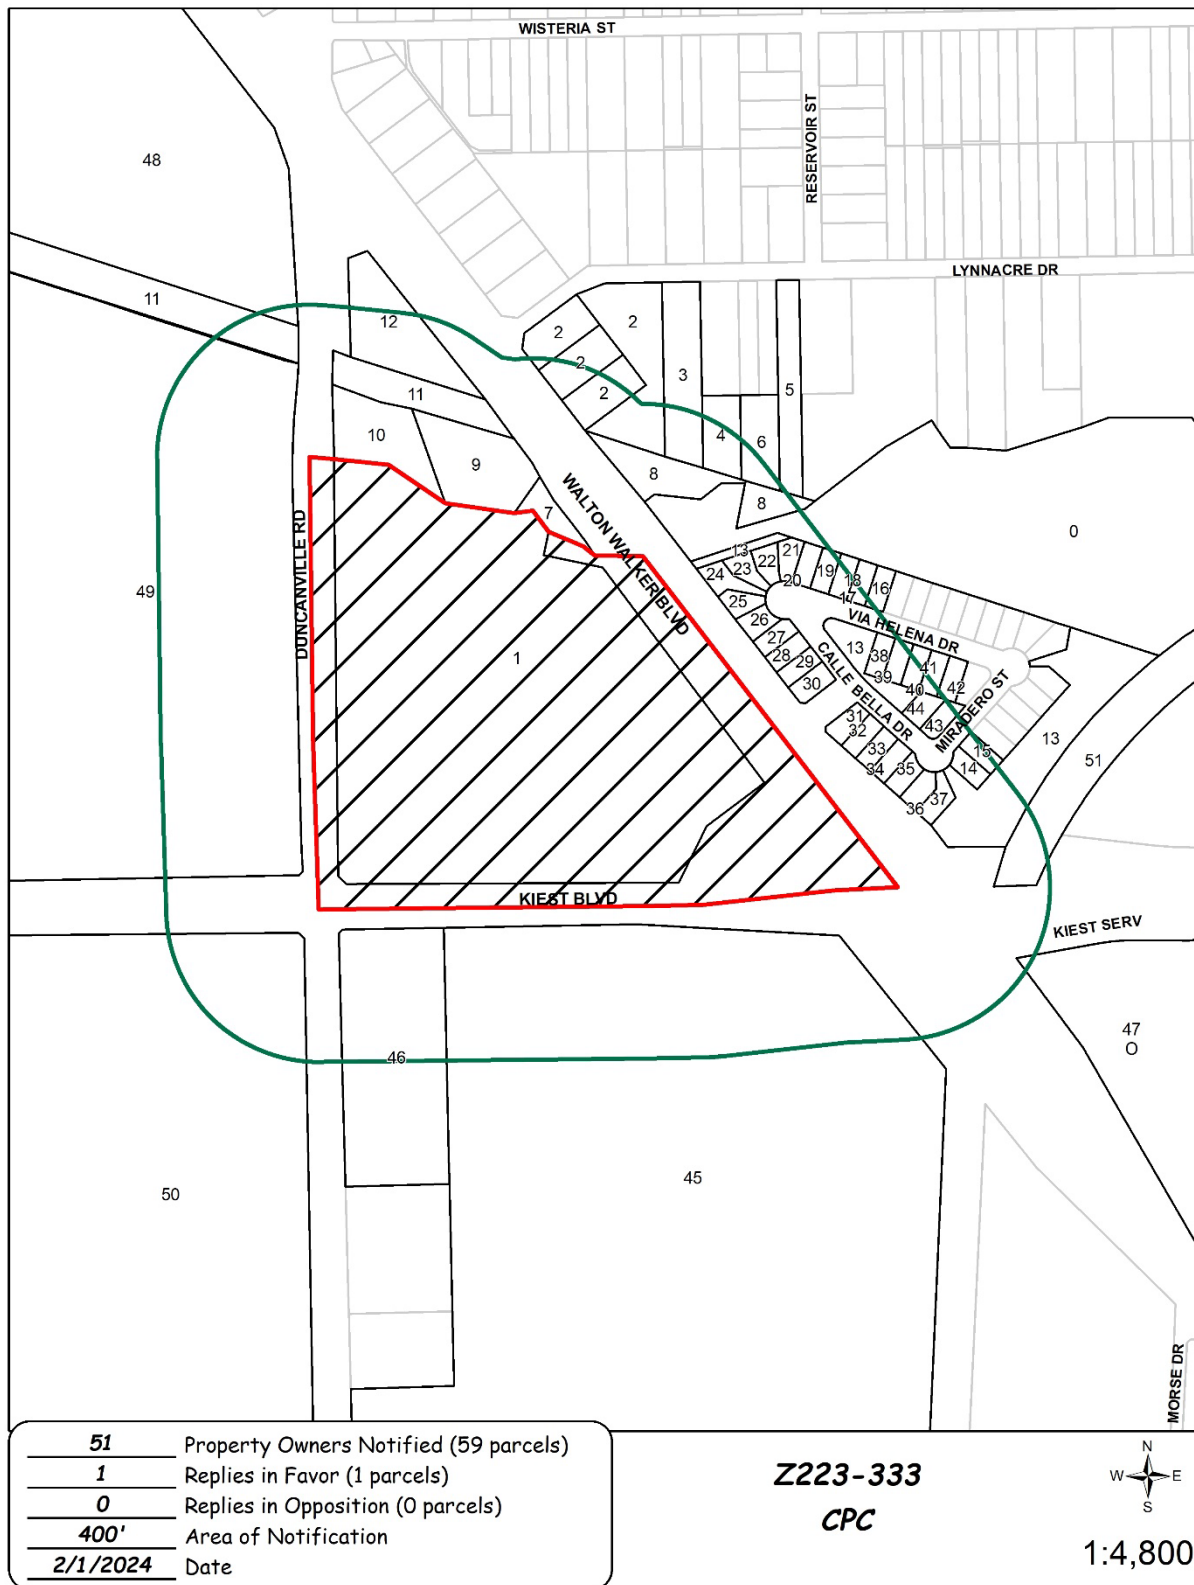 WISTERIA ST
RESERVOIR ST
48
LYNNACRE DR
11
12
2
2
2
2
3
5
11
4
6
10
9
8
8
7
WALTON WALKER BLVD
DUNCANVILLE RD
0
13
21
22
23
24
20
19
18
17
16
25
VIA HELENA DR
49
26
27
28
29
30
13
38
39
41
40
42
44
43
CALLE BELLA DR
MIRADERO ST
1
31
32
33
34
35
36
37
15
14
13
51
KIEST BLVD
KIEST SERV
47
O
46
45
50
MORSE DR
51 Property Owners Notified (59 parcels)
1 Replies in Favor (1 parcels)
0 Replies in Opposition (0 parcels)
400' Area of Notification
2/1/2024 Date
Z223-333
CPC
N
W E
S
1:4,800